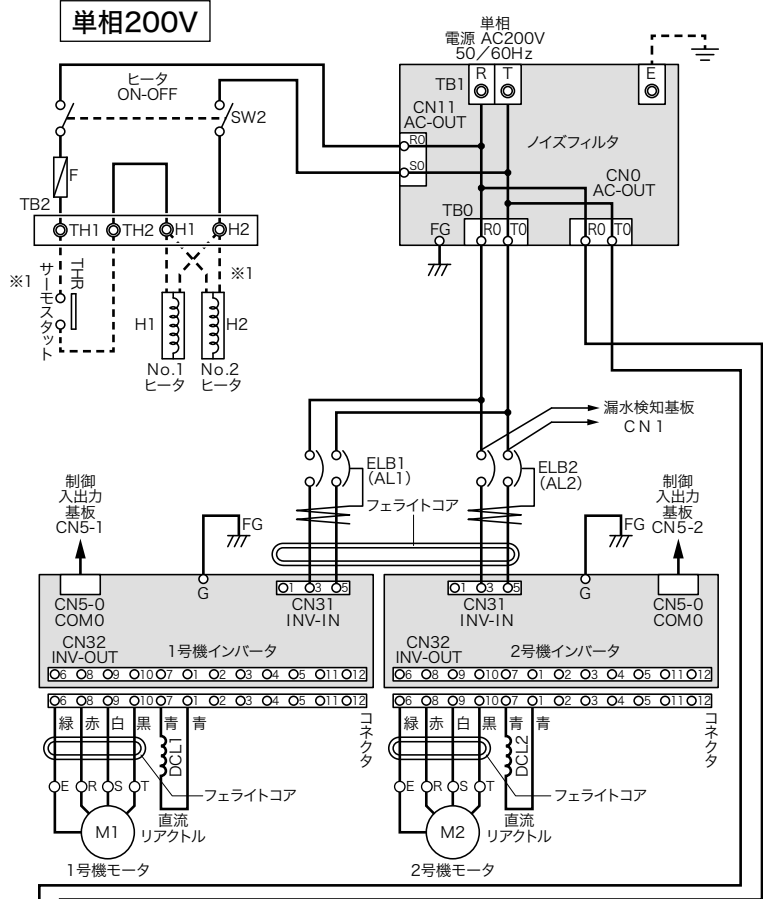 単相200V
単相
電源 AC200V
50／60Hz
ヒータ
ON-OFF
SW2
F
TB2
TH1 TH2 H1 H2
※1
サーモスタット
THR
※1
H1
H2
No.1
ヒータ
No.2
ヒータ
TB1
R T
E
CN11
AC-OUT
R0
S0
ノイズフィルタ
CN0
AC-OUT
TB0
FG
R0 T0
R0 T0
漏水検知基板
CN1
ELB1
(AL1)
ELB2
(AL2)
フェライトコア
制御
入出力
基板
CN5-1
FG
制御
入出力
基板
CN5-2
FG
CN5-0
COM0
G
1 3 5
CN31
INV-IN
CN32
INV-OUT
1号機インバータ
6 8 9 10 7 1 2 3 4 5 11 12
6 8 9 10 7 1 2 3 4 5 11 12
緑 赤 白 黒 青 青
コネクタ
DCL1
E R S T
フェライトコア
M1
直流
リアクトル
1号機モータ
1 3 5
CN31
INV-IN
G
CN5-0
COM0
CN32
INV-OUT
2号機インバータ
6 8 9 10 7 1 2 3 4 5 11 12
6 8 9 10 7 1 2 3 4 5 11 12
緑 赤 白 黒 青 青
コネクタ
DCL2
E R S T
フェライトコア
M2
直流
リアクトル
2号機モータ